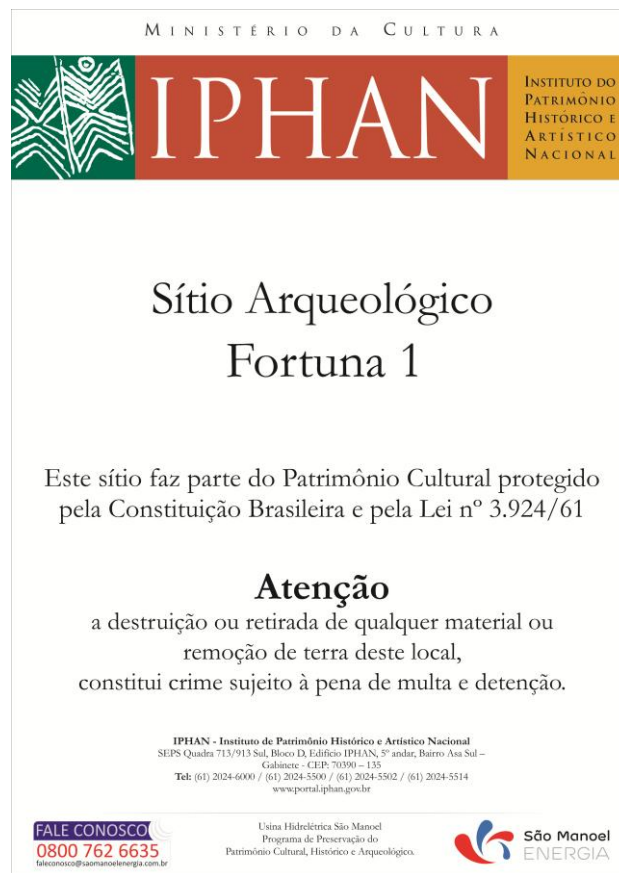 MINISTÉRIO DA CULTURA
IPHAN
INSTITUTO DO
PATRIMÔNIO
HISTÓRICO E
ARTÍSTICO
NACIONAL
Sítio Arqueológico
Fortuna 1
Este sítio faz parte do Patrimônio Cultural protegido
pela Constituição Brasileira e pela Lei nº 3.924/61
Atenção
a destruição ou retirada de qualquer material ou
remoção de terra deste local,
constitui crime sujeito à pena de multa e detenção.
IPHAN - Instituto de Patrimônio Histórico e Artístico Nacional
SEPS Quadra 713/913 Sul, Bloco D, Edifício IPHAN, 5º andar, Bairro Asa Sul –
Gabinete - CEP: 70390 – 135
Tel: (61) 2024-6000 / (61) 2024-5500 / (61) 2024-5502 / (61) 2024-5514
www.portal.iphan.gov.br
FALE CONOSCO
0800 762 6635
faleconosco@saomanoelenergia.com.br
Usina Hidrelétrica São Manoel
Programa de Preservação do
Patrimônio Cultural, Histórico e Arqueológico.
São Manoel
ENERGIA